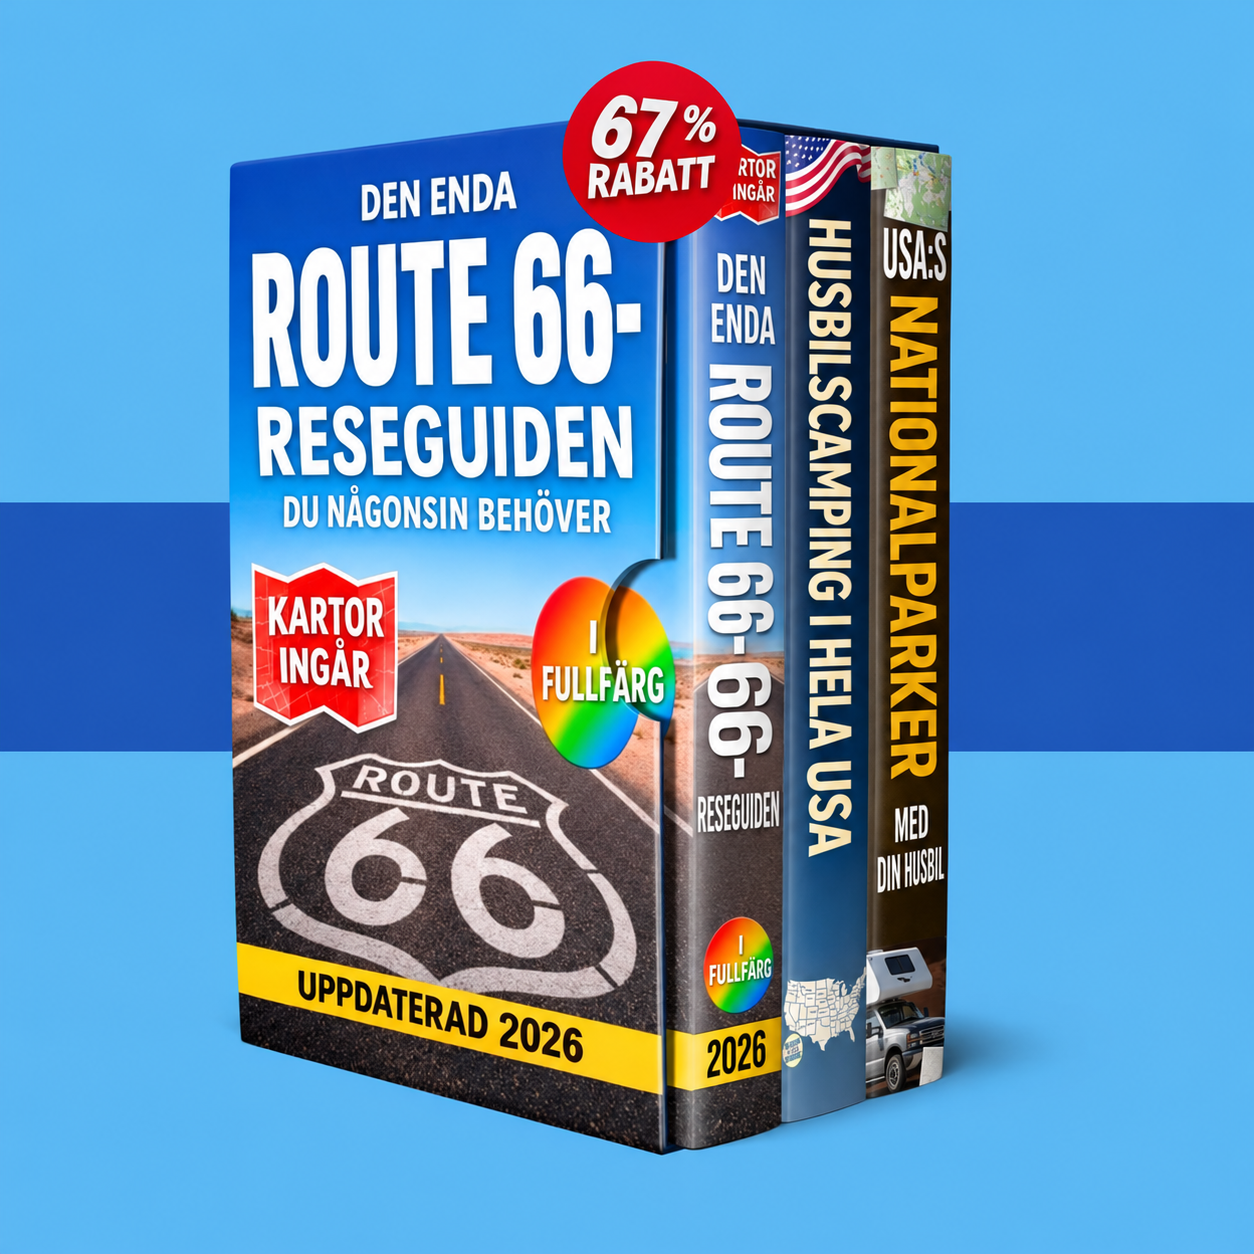 67%
RABATT
DEN ENDA
ROUTE 66-
RESEGUIDEN
DU NÅGONSIN BEHÖVER
KARTOR
INGÅR
I
FULLFÄRG
ROUTE
66
UPPDATERAD 2026
INGÅR
DEN
ENDA
ROUTE 66-66-
RESEGUIDEN
I
FULLFÄRG
2026
HUSBILSCAMPING I HELA USA
USA:S
NATIONALPARKER
MED
DIN HUSBIL